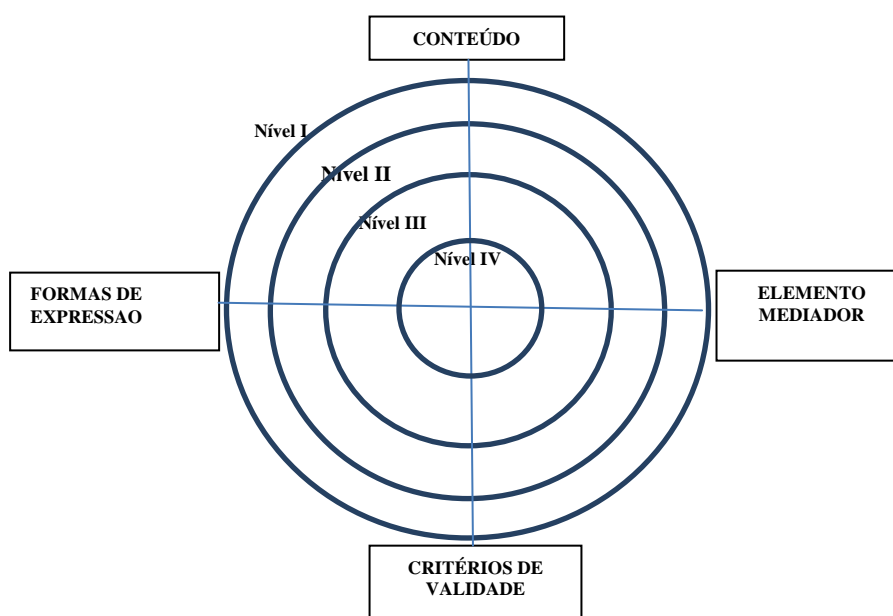 CONTEÚDO
Nível I
Nível II
Nível III
Nível IV
FORMAS DE
EXPRESSAO
ELEMENTO
MEDIADOR
CRITÉRIOS DE
VALIDADE